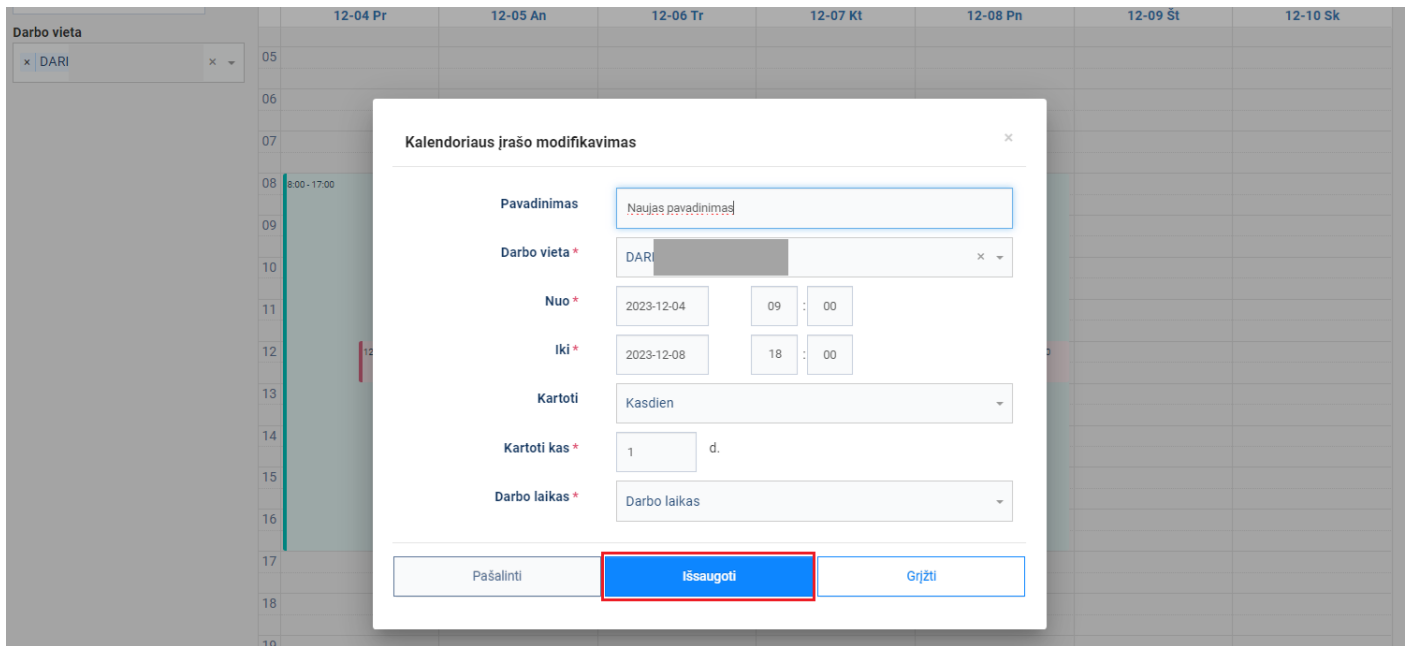 12-04 Pr 12-05 An 12-06 Tr 12-07 Kt 12-08 Pn 12-09 Št 12-10 Sk
Darbo vieta
× DARI × 
05
06
07
08 8:00 - 17:00
09
10
11
12 12
13
14
15
16
17
18
19
Kalendoriaus įrašo modifikavimas ×
Pavadinimas Naujas pavadinimas
Darbo vieta * DARI ×
Nuo * 2023-12-04 09 : 00
Iki * 2023-12-08 18 : 00
Kartoti Kasdien
Kartoti kas * 1 d.
Darbo laikas * Darbo laikas
Pašalinti Išsaugoti Grįžti